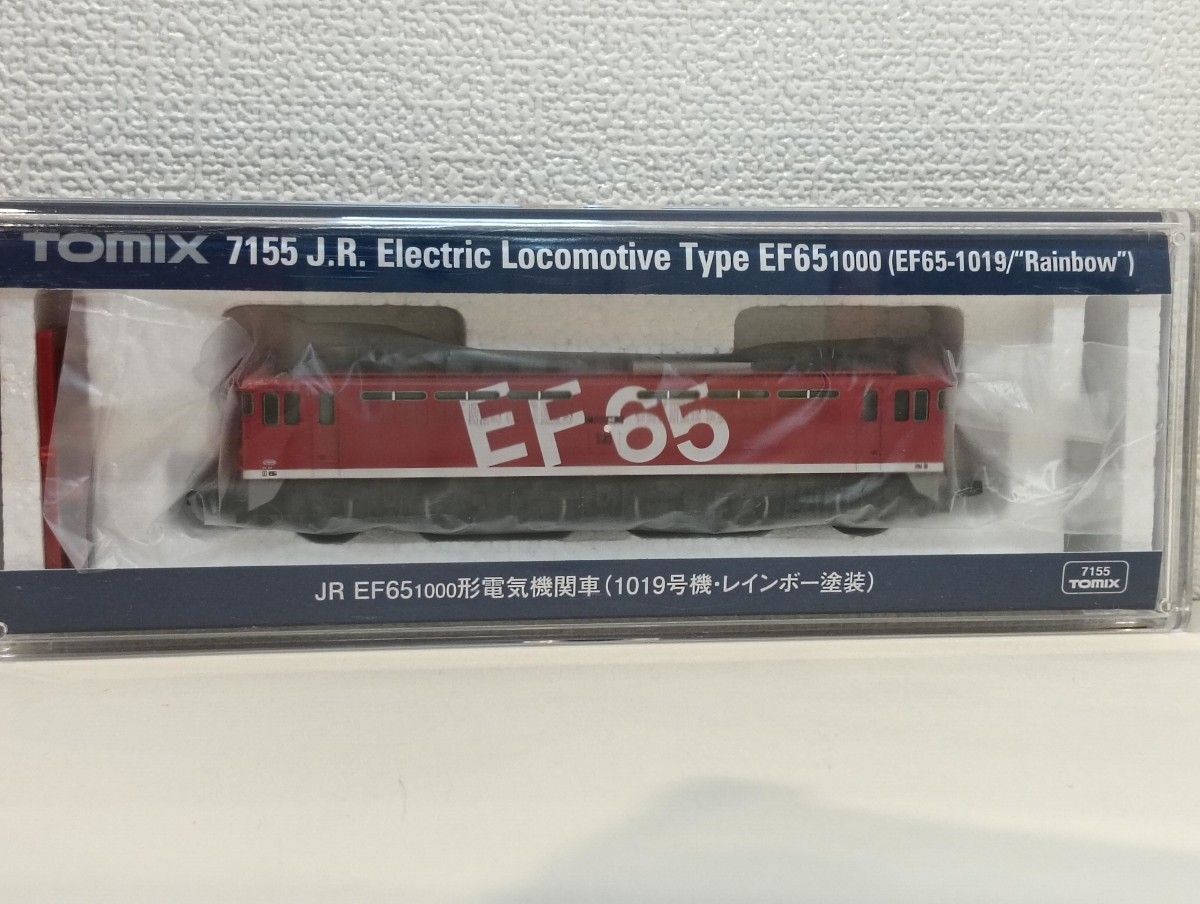 TOMIX 7155 J.R. Electric Locomotive Type EF651000 (EF65-1019/"Rainbow")
EF65
JR EF651000形電気機関車(1019号機・レインボー塗装)
7155
TOMIX